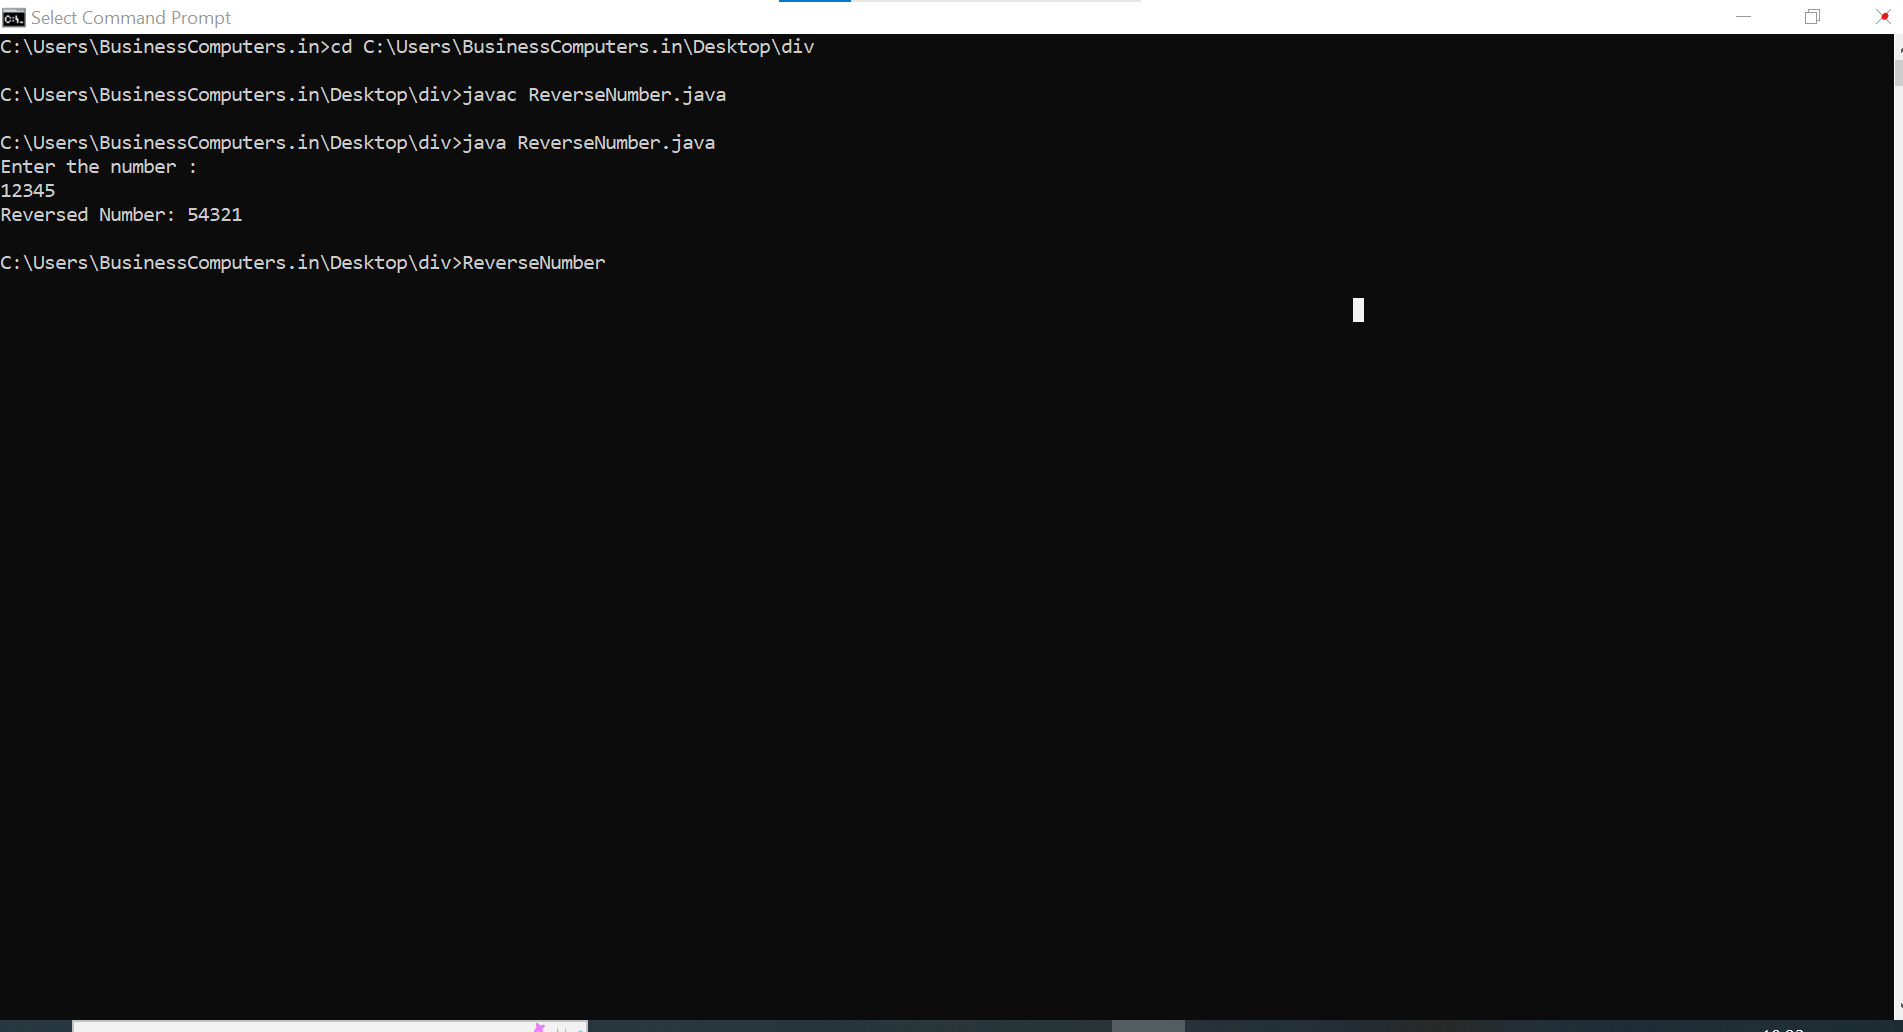 Select Command Prompt
C:\Users\BusinessComputers.in>cd C:\Users\BusinessComputers.in\Desktop\div
C:\Users\BusinessComputers.in\Desktop\div>javac ReverseNumber.java
C:\Users\BusinessComputers.in\Desktop\div>java ReverseNumber.java
Enter the number :
12345
Reversed Number: 54321
C:\Users\BusinessComputers.in\Desktop\div>ReverseNumber